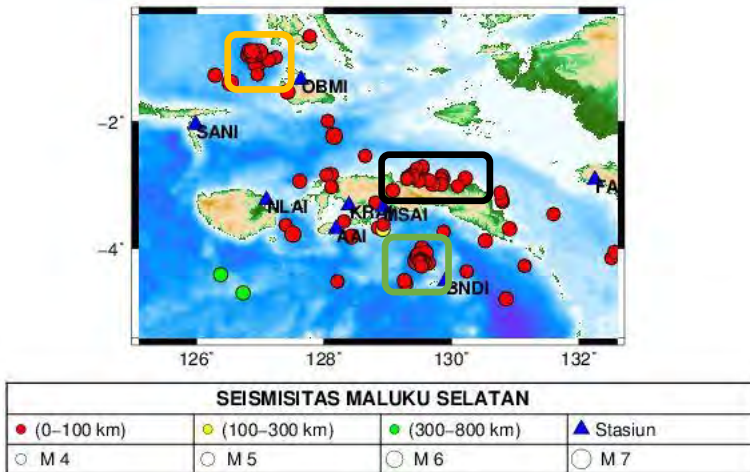 OBMI
-2°
SANI
FA
NLAI
MSAI
AAI
-4°
BNDI
126° 128° 130° 132°
SEISMISITAS MALUKU SELATAN
(0-100 km) (100-300 km) (300-800 km) Stasiun
M 4 M 5 M 6 M 7